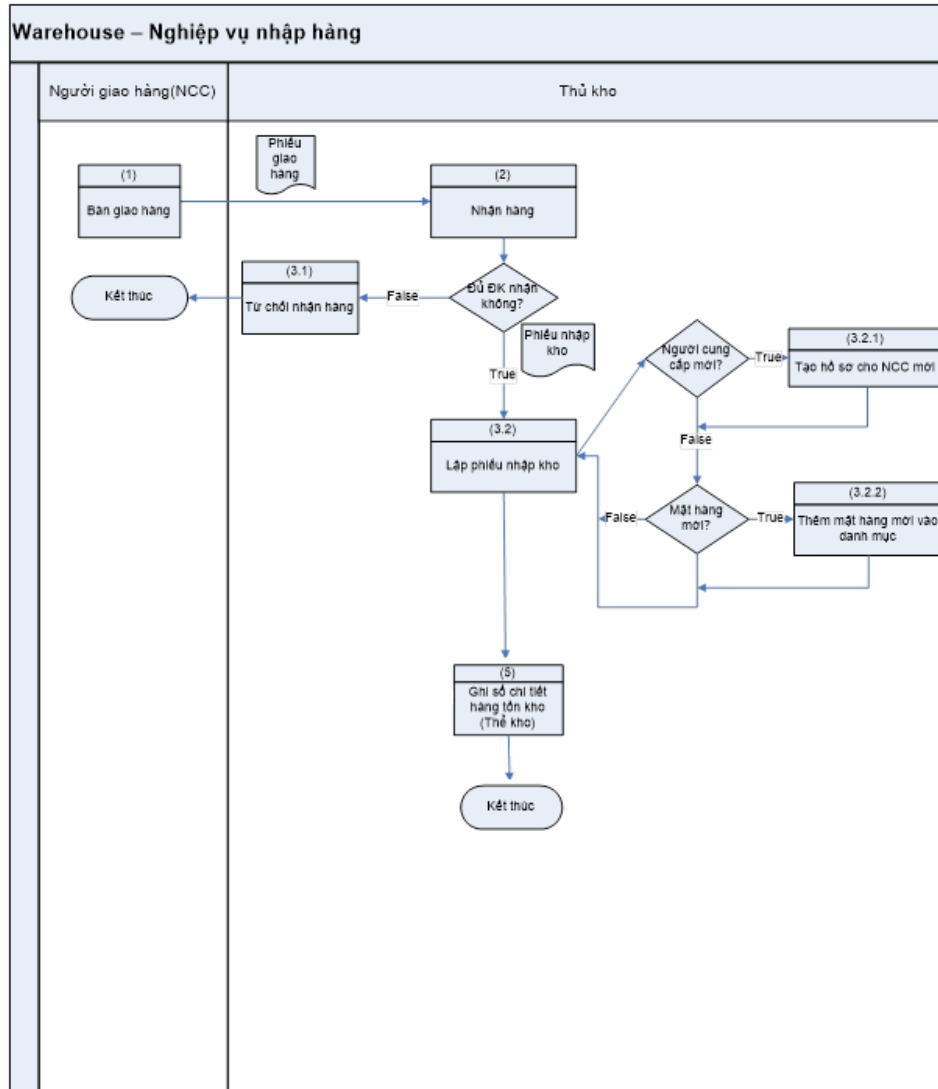 Warehouse – Nghiệp vụ nhập hàng
Người giao hàng(NCC)
Thủ kho
Phiếu
giao
hàng
(1)
Bàn giao hàng
(2)
Nhận hàng
Kết thúc
(3.1)
Từ chối nhận hàng
False
Đủ ĐK nhận
không?
Phiếu nhập
kho
True
Người cung
cấp mới?
True
(3.2.1)
Tạo hồ sơ cho NCC mới
False
(3.2)
Lập phiếu nhập kho
False
Mặt hàng
mới?
True
(3.2.2)
Thêm mặt hàng mới vào
danh mục
(5)
Ghi sổ chi tiết
hàng tồn kho
(Thẻ kho)
Kết thúc